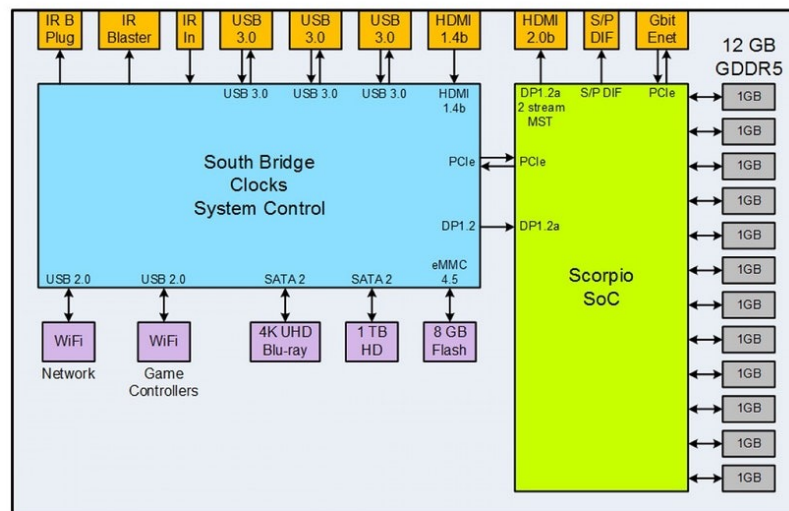 IR B
Plug
IR
Blaster
IR
In
USB
3.0
USB
3.0
USB
3.0
HDMI
1.4b
HDMI
2.0b
S/P
DIF
Gbit
Enet
12 GB
GDDR5
USB 3.0
USB 3.0
USB 3.0
HDMI
1.4b
DP1.2a
2 stream
MST
S/P DIF
PCIe
1GB
1GB
1GB
1GB
1GB
1GB
1GB
1GB
1GB
1GB
1GB
1GB
South Bridge
Clocks
System Control
PCIe
PCIe
DP1.2
DP1.2a
Scorpio
SoC
USB 2.0
USB 2.0
SATA 2
SATA 2
eMMC
4.5
WiFi
WiFi
4K UHD
Blu-ray
1 TB
HD
8 GB
Flash
Network
Game
Controllers